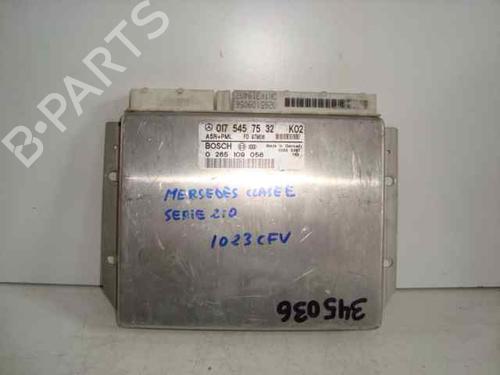 017 545 75 32 K02
ASR+PML
BOSCH Made in Germany
0 265 109 056
MERSEDES CLASE E
SERIE 210
1023 CFV
345036
B-PARTS